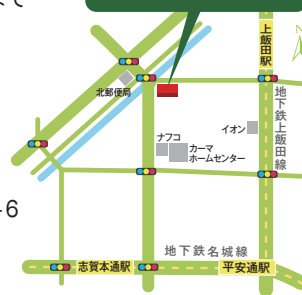 まで
上飯田駅
北郵便局
地下鉄上飯田線
ナフコ
イオン
カーマ
ホームセンター
-6
地下鉄名城線
志賀本通駅
平安通駅